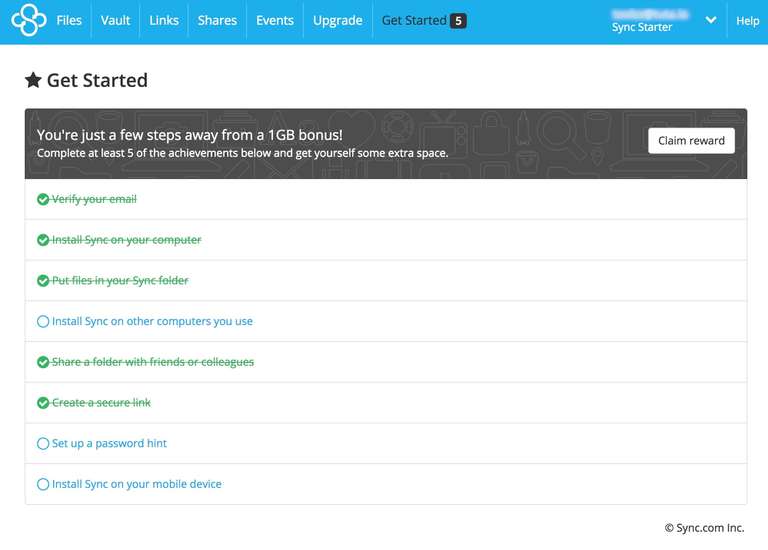 Files
Vault
Links
Shares
Events
Upgrade
Get Started 5
Sync Starter
Help
Get Started
You're just a few steps away from a 1GB bonus!
Complete at least 5 of the achievements below and get yourself some extra space.
Claim reward
Verify your email
Install Sync on your computer
Put files in your Sync folder
Install Sync on other computers you use
Share a folder with friends or colleagues
Create a secure link
Set up a password hint
Install Sync on your mobile device
© Sync.com Inc.